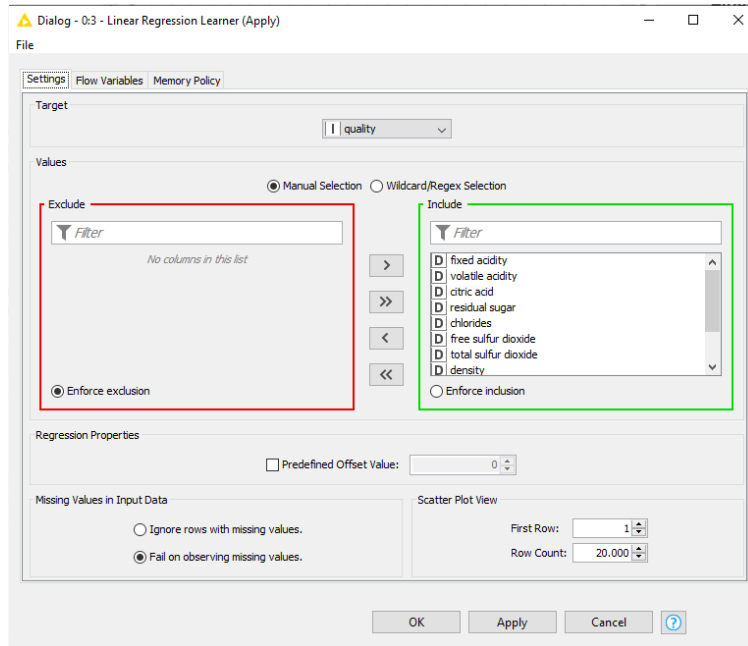 Dialog - 0:3 - Linear Regression Learner (Apply)
File
Settings Flow Variables Memory Policy
Target
I quality
Values
Manual Selection Wildcard/Regex Selection
Exclude
Filter
No columns in this list
Enforce exclusion
>
>>
<
<<
Include
Filter
D fixed acidity
D volatile acidity
D citric acid
D residual sugar
D chlorides
D free sulfur dioxide
D total sulfur dioxide
D density
Enforce inclusion
Regression Properties
Predefined Offset Value: 0
Missing Values in Input Data
Ignore rows with missing values.
Fail on observing missing values.
Scatter Plot View
First Row: 1
Row Count: 20.000
OK Apply Cancel ?